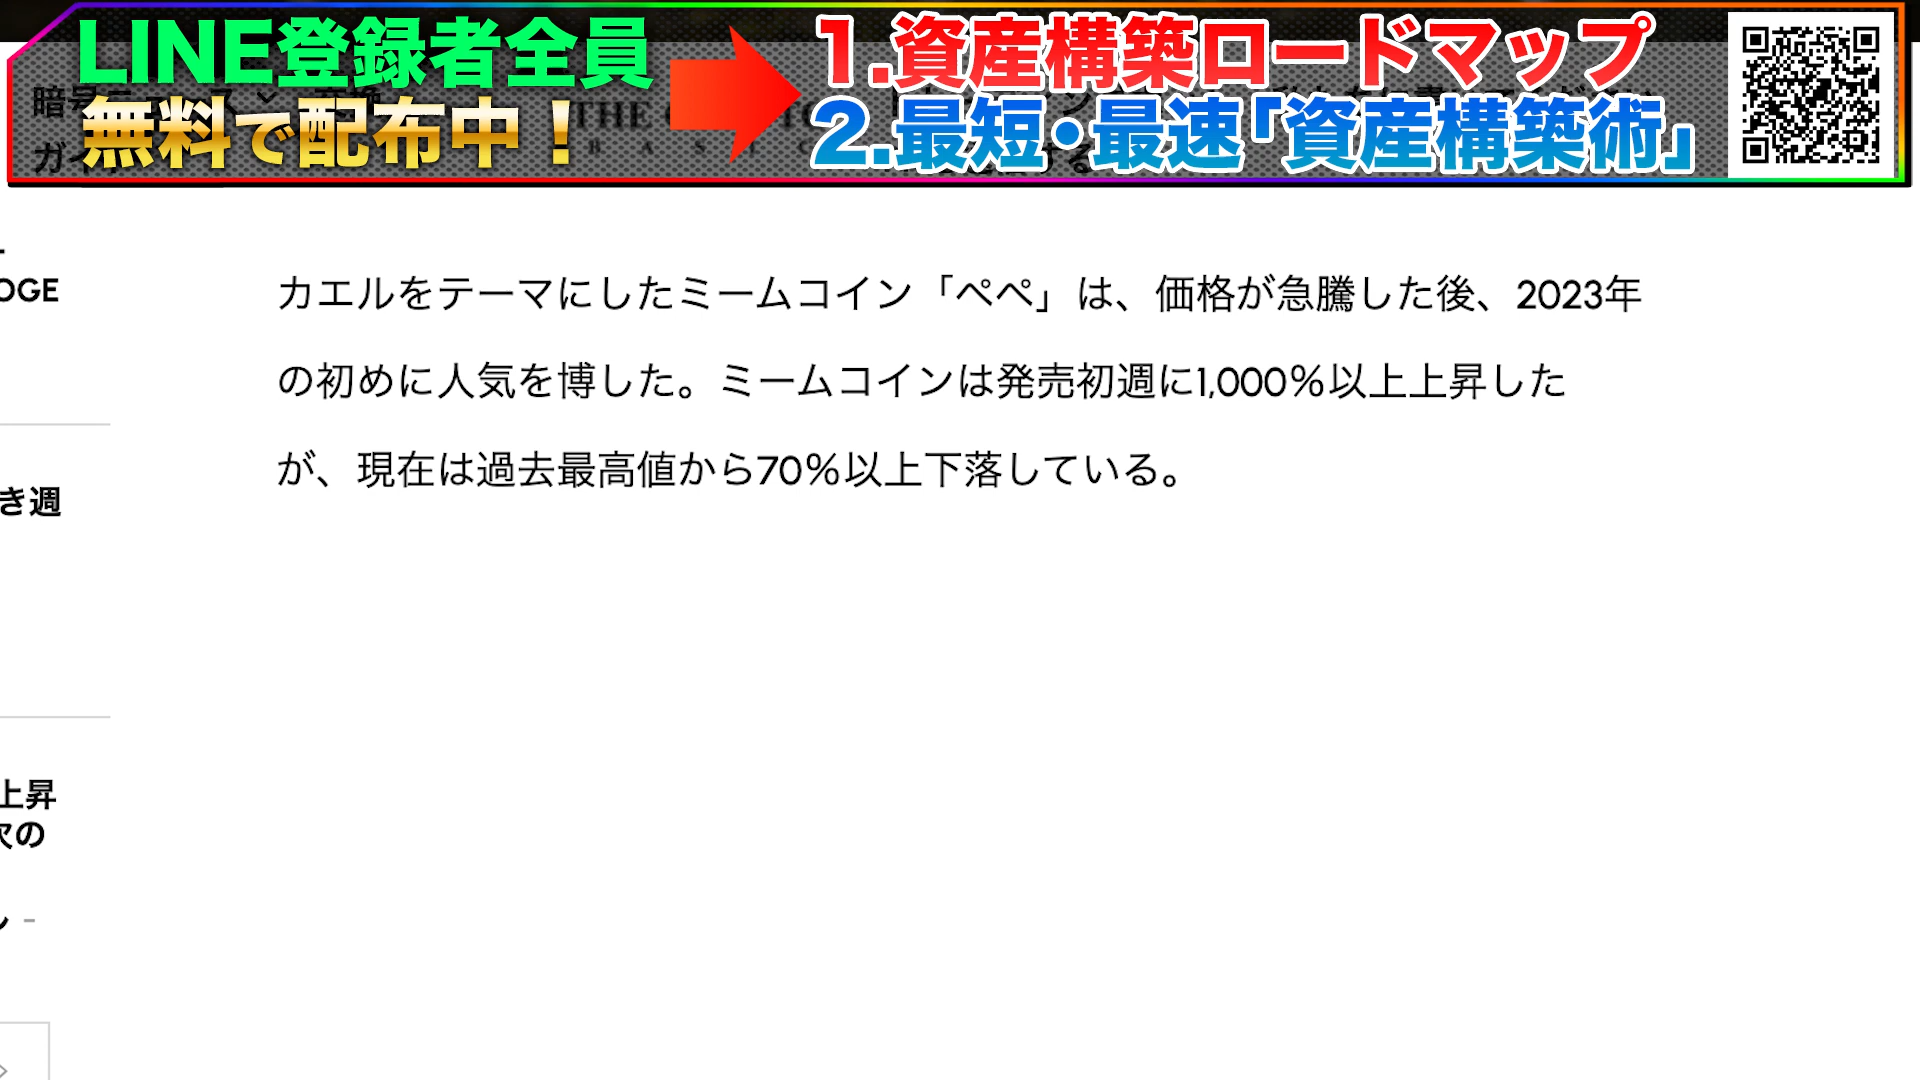 LINE登録者全員
無料で配布中！
1.資産構築ロードマップ
2.最短・最速「資産構築術」
OGE
カエルをテーマにしたミームコイン「ぺぺ」は、価格が急騰した後、2023年
の初めに人気を博した。ミームコインは発売初週に1,000％以上上昇した
が、現在は過去最高値から70％以上下落している。
き週
上昇
次の